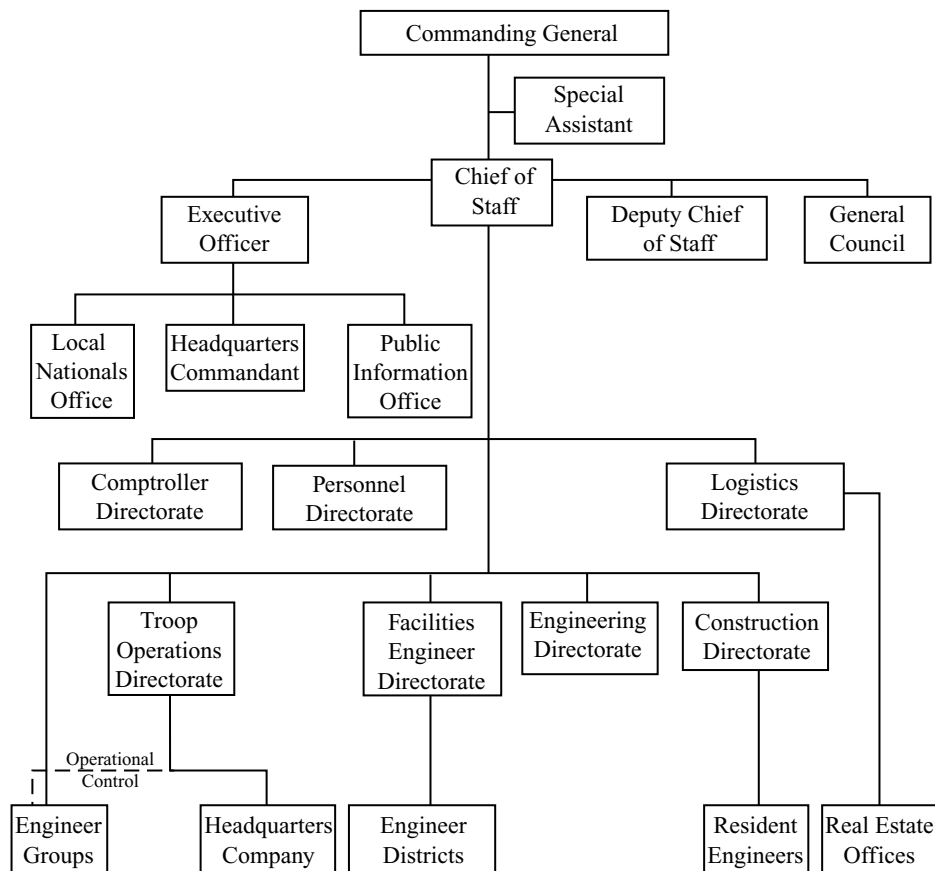 Commanding General
Special
Assistant
Chief of
Staff
Executive
Officer
Deputy Chief
of Staff
General
Council
Local
Nationals
Office
Headquarters
Commandant
Public
Information
Office
Comptroller
Directorate
Personnel
Directorate
Logistics
Directorate
Troop
Operations
Directorate
Facilities
Engineer
Directorate
Engineering
Directorate
Construction
Directorate
Operational
Control
Engineer
Groups
Headquarters
Company
Engineer
Districts
Resident
Engineers
Real Estate
Offices